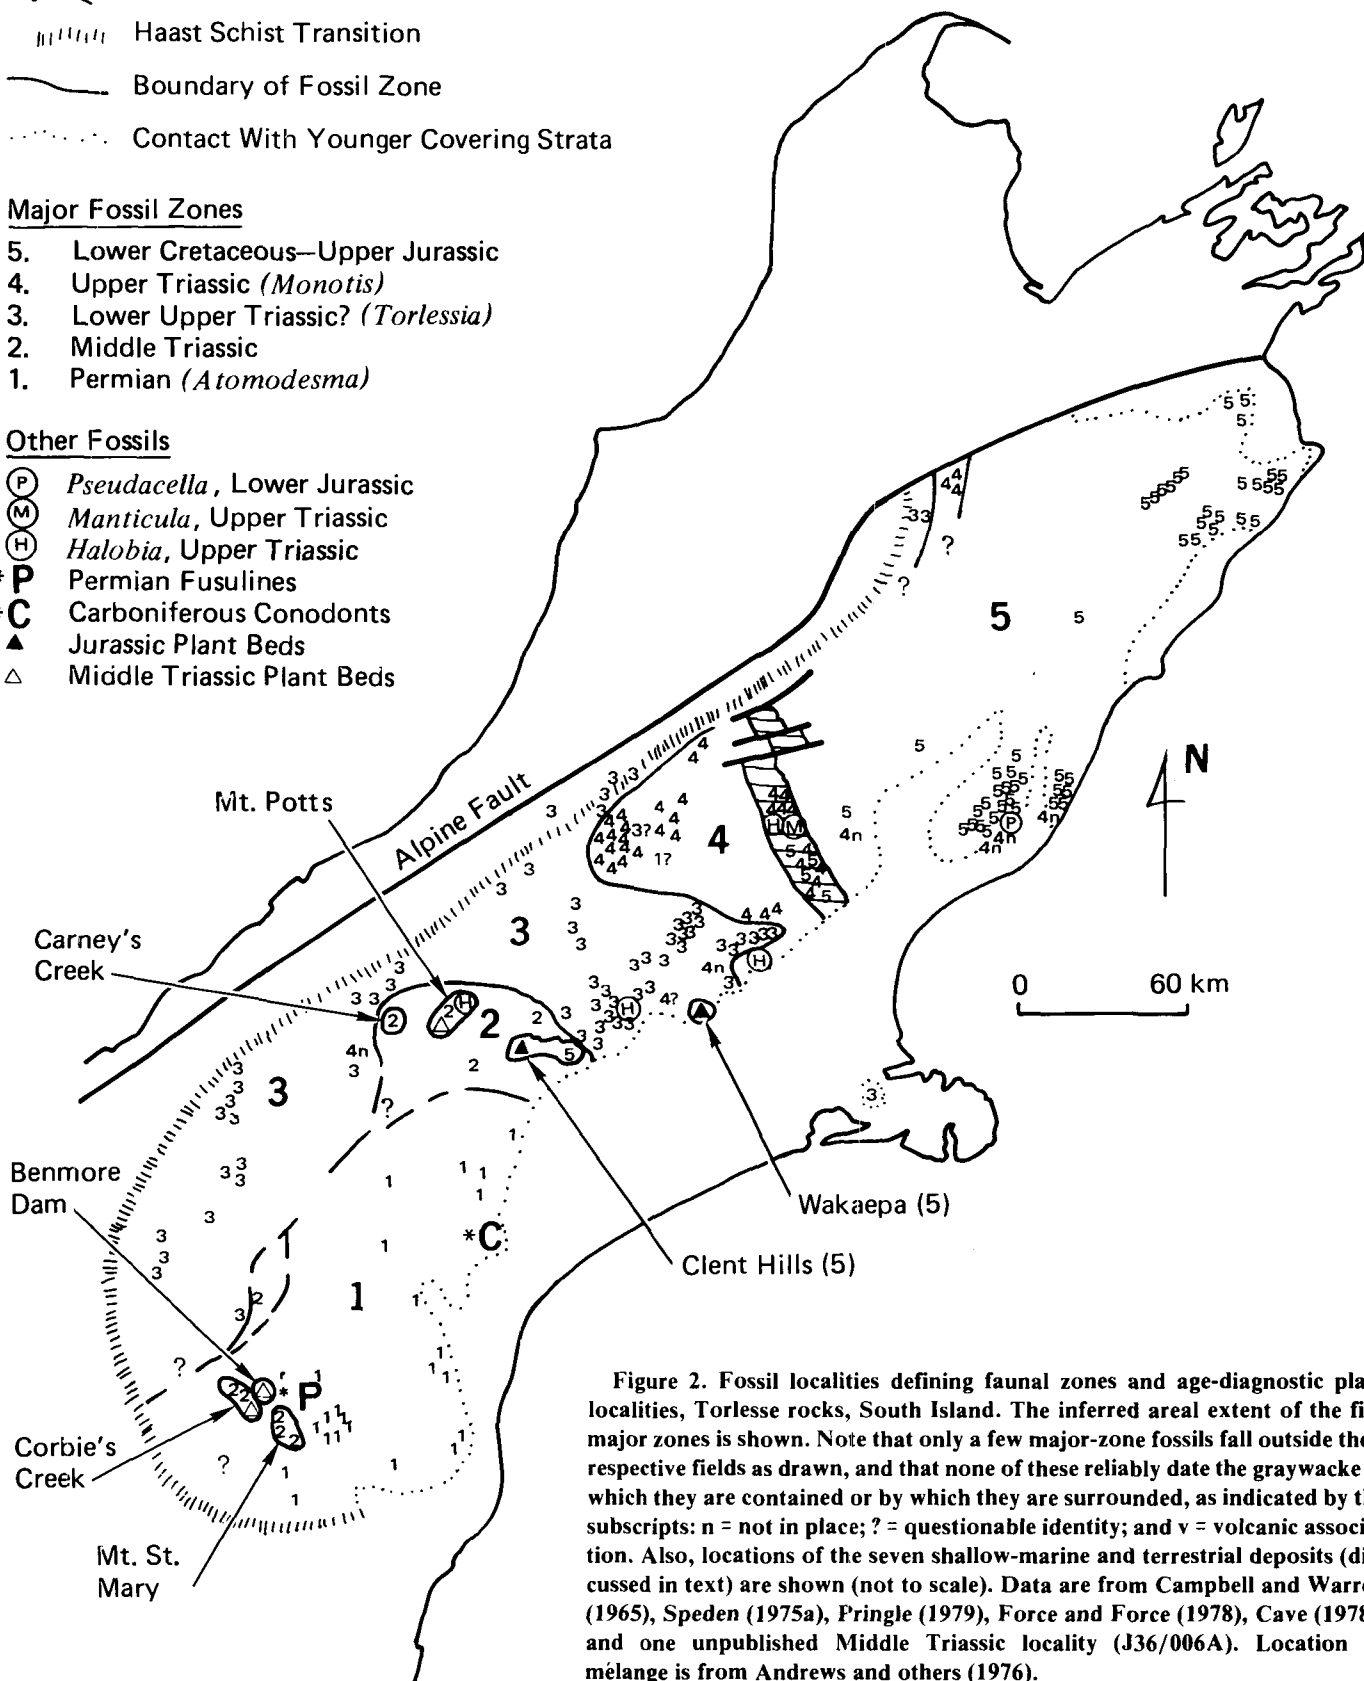 Haast Schist Transition
Boundary of Fossil Zone
Contact With Younger Covering Strata
Major Fossil Zones
5. Lower Cretaceous—Upper Jurassic
4. Upper Triassic (Monotis)
3. Lower Upper Triassic? (Torlessia)
2. Middle Triassic
1. Permian (Atomodesma)
Other Fossils
P Pseudacella, Lower Jurassic
M Manticula, Upper Triassic
H Halobia, Upper Triassic
*P Permian Fusulines
*C Carboniferous Conodonts
▲ Jurassic Plant Beds
△ Middle Triassic Plant Beds
Mt. Potts
Alpine Fault
Carney's
Creek
Benmore
Dam
Corbie's
Creek
Mt. St.
Mary
Wakaepa (5)
Clent Hills (5)
N
0 60 km
5
4
3
2
3
1
*C
* P
Figure 2. Fossil localities defining faunal zones and age-diagnostic pla
localities, Torlesse rocks, South Island. The inferred areal extent of the fi
major zones is shown. Note that only a few major-zone fossils fall outside the
respective fields as drawn, and that none of these reliably date the graywacke
which they are contained or by which they are surrounded, as indicated by t
subscripts: n = not in place; ? = questionable identity; and v = volcanic associ
tion. Also, locations of the seven shallow-marine and terrestrial deposits (di
cussed in text) are shown (not to scale). Data are from Campbell and Warre
(1965), Speden (1975a), Pringle (1979), Force and Force (1978), Cave (1978
and one unpublished Middle Triassic locality (J36/006A). Location
mélange is from Andrews and others (1976).